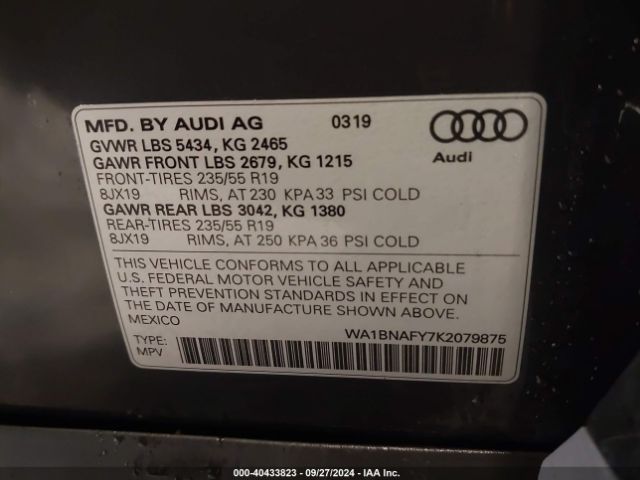 MFD. BY AUDI AG 0319
GVWR LBS 5434, KG 2465
GAWR FRONT LBS 2679, KG 1215
FRONT-TIRES 235/55 R19
8JX19 RIMS, AT 230 KPA 33 PSI COLD
GAWR REAR LBS 3042, KG 1380
REAR-TIRES 235/55 R19
8JX19 RIMS, AT 250 KPA 36 PSI COLD
Audi
THIS VEHICLE CONFORMS TO ALL APPLICABLE
U.S. FEDERAL MOTOR VEHICLE SAFETY AND
THEFT PREVENTION STANDARDS IN EFFECT ON
THE DATE OF MANUFACTURE SHOWN ABOVE.
MEXICO
WA1BNAFY7K2079875
TYPE:
MPV
000-40433823 - 09/27/2024 - IAA Inc.